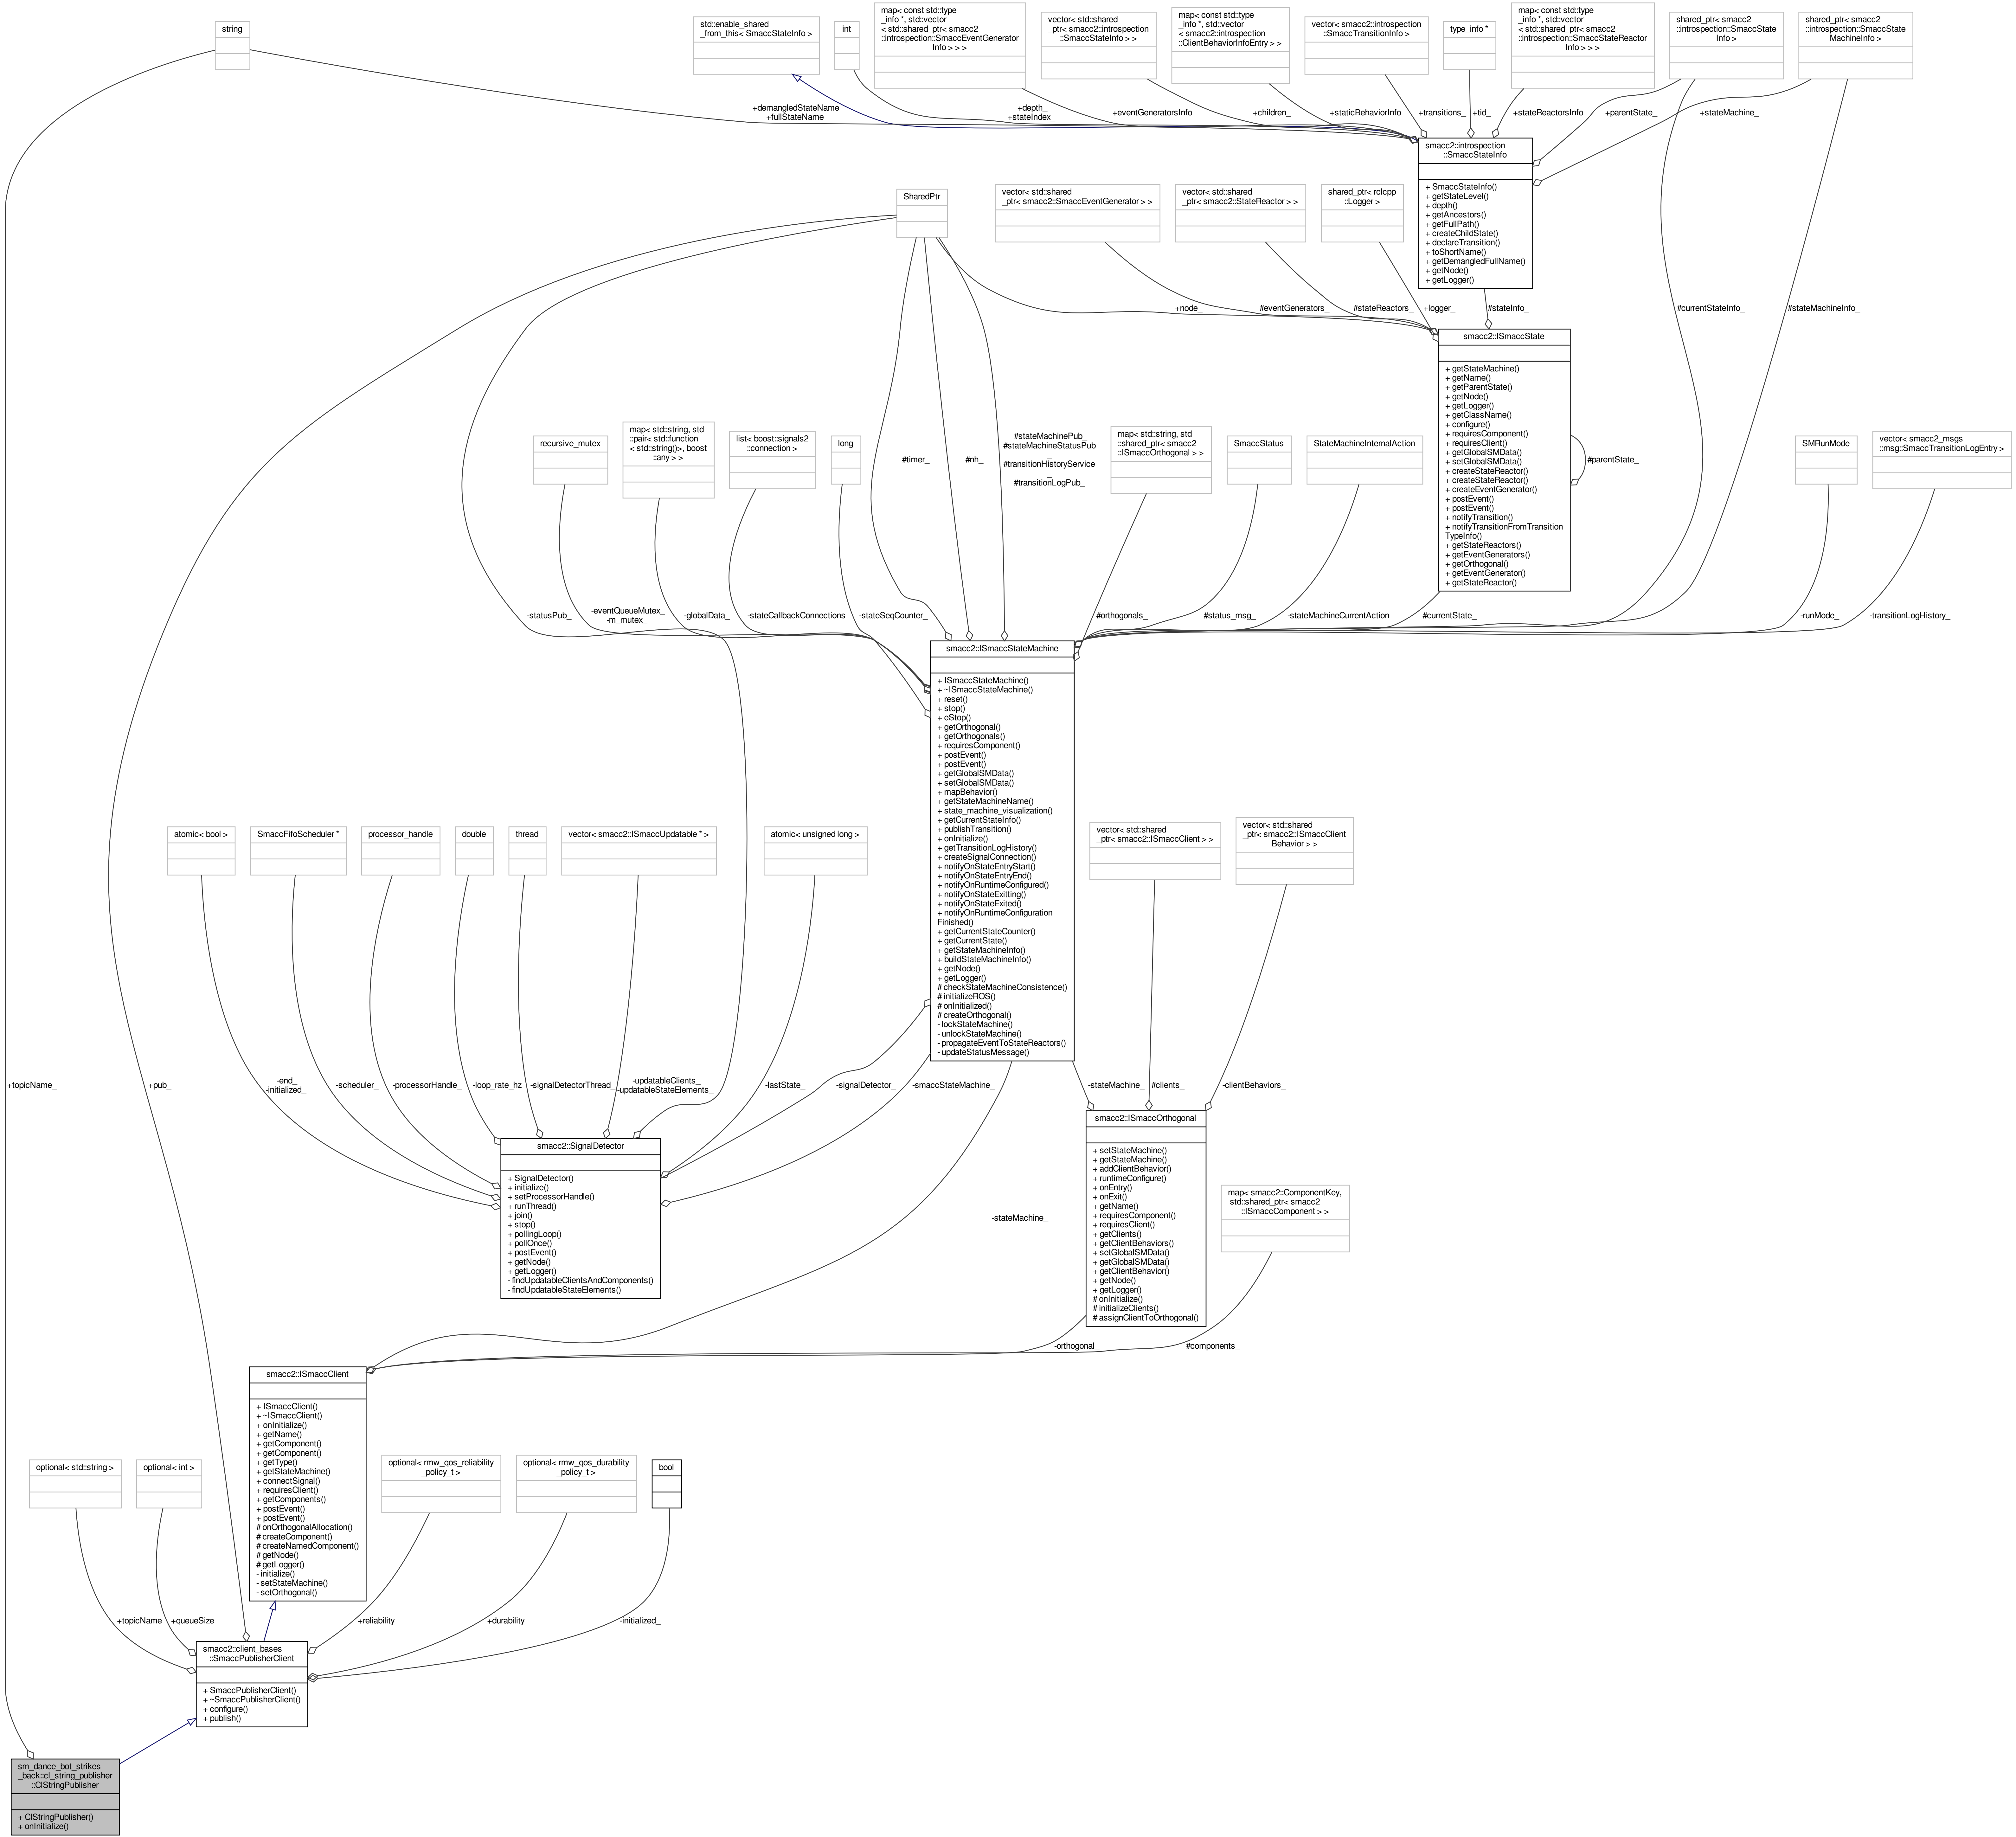 string
std::enable_shared
_from_this< SmaccStateInfo >
int
map< const std::type
_info *, std::vector
< std::shared_ptr< smacc2
::introspection::SmaccEventGenerator
Info > > >
vector< std::shared
_ptr< smacc2::introspection
::SmaccStateInfo > >
map< const std::type
_info *, std::vector
< smacc2::introspection
::ClientBehaviorInfoEntry > >
vector< smacc2::introspection
::SmaccTransitionInfo >
type_info *
map< const std::type
_info *, std::vector
< std::shared_ptr< smacc2
::introspection::SmaccStateReactor
Info > > >
shared_ptr< smacc2
::introspection::SmaccState
Info >
shared_ptr< smacc2
::introspection::SmaccState
MachineInfo >
+demangledStateName
+fullStateName
+depth_
+stateIndex_
+eventGeneratorsInfo
+children_
+staticBehaviorInfo
+transitions_
+tid_
+stateReactorsInfo
+parentState_
+stateMachine_
smacc2::introspection
::SmaccStateInfo
+ SmaccStateInfo()
+ getStateLevel()
+ depth()
+ getAncestors()
+ getFullPath()
+ createChildState()
+ declareTransition()
+ toShortName()
+ getDemangledFullName()
+ getNode()
+ getLogger()
SharedPtr
vector< std::shared
_ptr< smacc2::SmaccEventGenerator > >
vector< std::shared
_ptr< smacc2::StateReactor > >
shared_ptr< rclcpp
::Logger >
+node_
#eventGenerators_
#stateReactors_
+logger_
#stateInfo_
#currentStateInfo_
#stateMachineInfo_
smacc2::ISmaccState
+ getStateMachine()
+ getName()
+ getParentState()
+ getNode()
+ getLogger()
+ getClassName()
+ configure()
+ requiresComponent()
+ requiresClient()
+ getGlobalSMData()
+ setGlobalSMData()
+ createStateReactor()
+ createStateReactor()
+ createEventGenerator()
+ postEvent()
+ postEvent()
+ notifyTransition()
+ notifyTransitionFromTransition
TypeInfo()
+ getStateReactors()
+ getEventGenerators()
+ getOrthogonal()
+ getEventGenerator()
+ getStateReactor()
#parentState_
recursive_mutex
map< std::string, std
::pair< std::function
< std::string()>, boost
::any > >
list< boost::signals2
::connection >
long
#timer_
#nh_
#stateMachinePub_
#stateMachineStatusPub
_
#transitionHistoryService
_
#transitionLogPub_
map< std::string, std
::shared_ptr< smacc2
::ISmaccOrthogonal > >
SmaccStatus
StateMachineInternalAction
SMRunMode
vector< smacc2_msgs
::msg::SmaccTransitionLogEntry >
-statusPub_
-eventQueueMutex_
-m_mutex_
-globalData_
-stateCallbackConnections
-stateSeqCounter_
#orthogonals_
#status_msg_
-stateMachineCurrentAction
#currentState_
-runMode_
-transitionLogHistory_
smacc2::ISmaccStateMachine
+ ISmaccStateMachine()
+ ~ISmaccStateMachine()
+ reset()
+ stop()
+ eStop()
+ getOrthogonal()
+ getOrthogonals()
+ requiresComponent()
+ postEvent()
+ postEvent()
+ getGlobalSMData()
+ setGlobalSMData()
+ mapBehavior()
+ getStateMachineName()
+ state_machine_visualization()
+ getCurrentStateInfo()
+ publishTransition()
+ onInitialize()
+ getTransitionLogHistory()
+ createSignalConnection()
+ notifyOnStateEntryStart()
+ notifyOnStateEntryEnd()
+ notifyOnRuntimeConfigured()
+ notifyOnStateExitting()
+ notifyOnStateExited()
+ notifyOnRuntimeConfiguration
Finished()
+ getCurrentStateCounter()
+ getCurrentState()
+ getStateMachineInfo()
+ buildStateMachineInfo()
+ getNode()
+ getLogger()
# checkStateMachineConsistence()
# initializeROS()
# onInitialized()
# createOrthogonal()
- lockStateMachine()
- unlockStateMachine()
- propagateEventToStateReactors()
- updateStatusMessage()
atomic< bool >
SmaccFifoScheduler *
processor_handle
double
thread
vector< smacc2::ISmaccUpdatable * >
atomic< unsigned long >
vector< std::shared
_ptr< smacc2::ISmaccClient > >
vector< std::shared
_ptr< smacc2::ISmaccClient
Behavior > >
+topicName_
+pub_
-end_
-initialized_
-scheduler_
-processorHandle_
-loop_rate_hz
-signalDetectorThread_
-updatableClients_
-updatableStateElements_
-lastState_
-signalDetector_
-smaccStateMachine_
-stateMachine_
#clients_
-clientBehaviors_
smacc2::SignalDetector
+ SignalDetector()
+ initialize()
+ setProcessorHandle()
+ runThread()
+ join()
+ stop()
+ pollingLoop()
+ pollOnce()
+ postEvent()
+ getNode()
+ getLogger()
- findUpdatableClientsAndComponents()
- findUpdatableStateElements()
smacc2::ISmaccOrthogonal
+ setStateMachine()
+ getStateMachine()
+ addClientBehavior()
+ runtimeConfigure()
+ onEntry()
+ onExit()
+ getName()
+ requiresComponent()
+ requiresClient()
+ getClients()
+ getClientBehaviors()
+ setGlobalSMData()
+ getGlobalSMData()
+ getClientBehavior()
+ getNode()
+ getLogger()
# onInitialize()
# initializeClients()
# assignClientToOrthogonal()
map< smacc2::ComponentKey,
std::shared_ptr< smacc2
::ISmaccComponent > >
-stateMachine_
-orthogonal_
#components_
smacc2::ISmaccClient
+ ISmaccClient()
+ ~ISmaccClient()
+ onInitialize()
+ getName()
+ getComponent()
+ getComponent()
+ getType()
+ getStateMachine()
+ connectSignal()
+ requiresClient()
+ getComponents()
+ postEvent()
+ postEvent()
# onOrthogonalAllocation()
# createComponent()
# createNamedComponent()
# getNode()
# getLogger()
- initialize()
- setStateMachine()
- setOrthogonal()
optional< std::string >
optional< int >
optional< rmw_qos_reliability
_policy_t >
optional< rmw_qos_durability
_policy_t >
bool
+topicName
+queueSize
+reliability
+durability
-initialized_
smacc2::client_bases
::SmaccPublisherClient
+ SmaccPublisherClient()
+ ~SmaccPublisherClient()
+ configure()
+ publish()
sm_dance_bot_strikes
_back::cl_string_publisher
::ClStringPublisher
+ ClStringPublisher()
+ onInitialize()